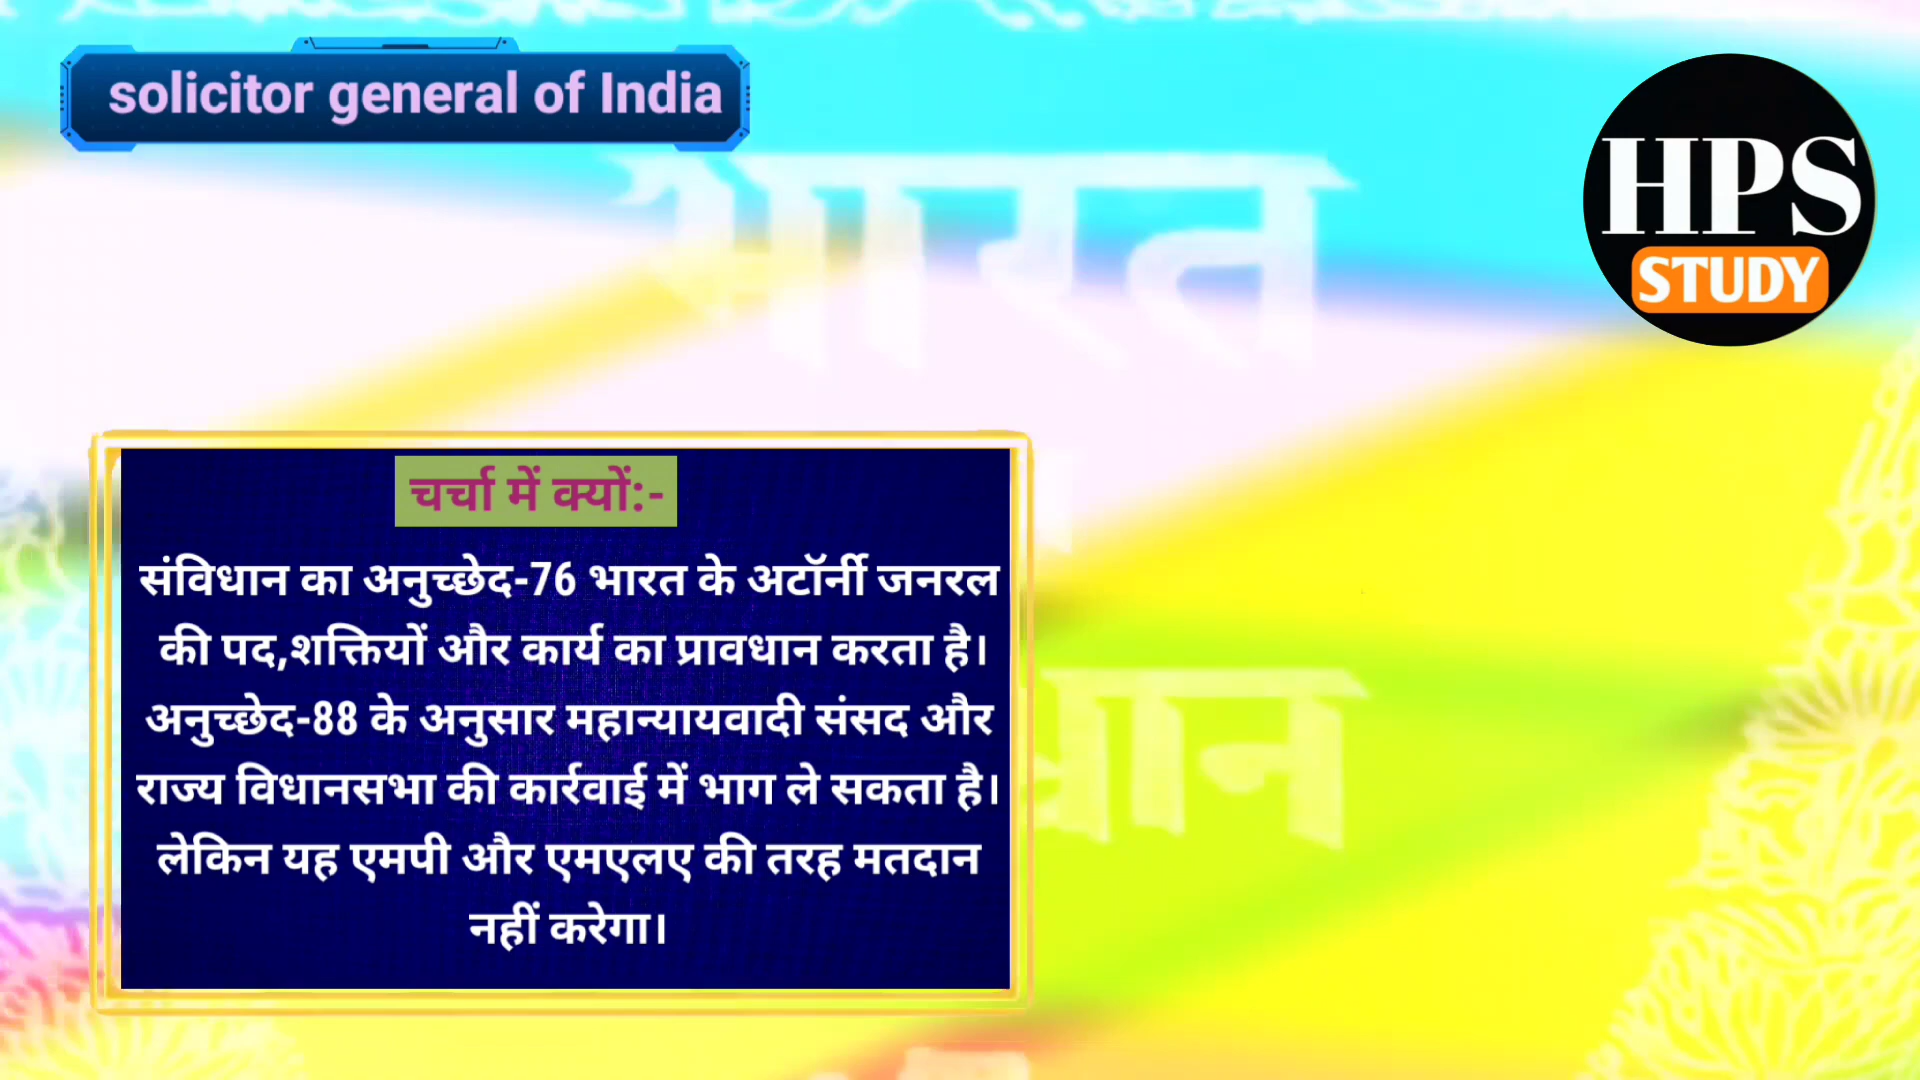 solicitor general of India
भारत
HPS
STUDY
चर्चा में क्यों:-
संविधान का अनुच्छेद-76 भारत के अटॉर्नी जनरल
की पद,शक्तियों और कार्य का प्रावधान करता है।
अनुच्छेद-88 के अनुसार महान्यायवादी संसद और
राज्य विधानसभा की कार्रवाई में भाग ले सकता है।
लेकिन यह एमपी और एमएलए की तरह मतदान
नहीं करेगा।